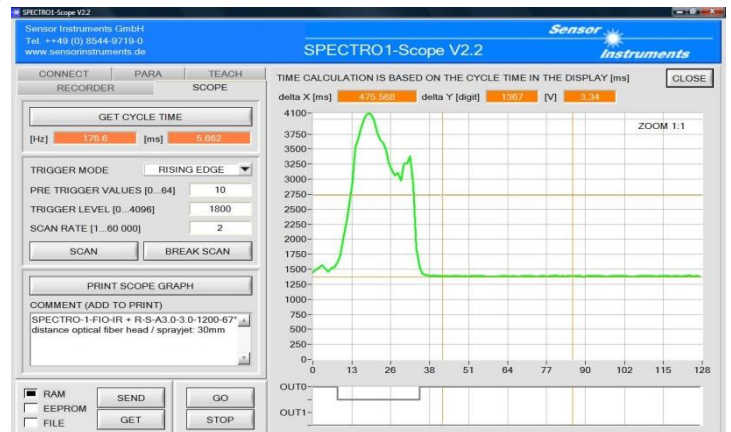 SPECTRO1-Scope V2.2
Sensor Instruments GmbH
Tel. ++49 (0) 8544-9719-0
www.sensorinstruments.de
SPECTRO1-Scope V2.2
Sensor
Instruments
CONNECT PARA TEACH
RECORDER SCOPE
GET CYCLE TIME
[Hz] 176.6 [ms] 5.662
TRIGGER MODE RISING EDGE
PRE TRIGGER VALUES [0...64] 10
TRIGGER LEVEL [0...4096] 1800
SCAN RATE [1...60 000] 2
SCAN BREAK SCAN
PRINT SCOPE GRAPH
COMMENT (ADD TO PRINT)
SPECTRO-1-FIO-IR + R-S-A3.0-3.0-1200-67°
distance optical fiber head / sprayjet: 30mm
RAM
EEPROM
FILE
SEND GO
GET STOP
TIME CALCULATION IS BASED ON THE CYCLE TIME IN THE DISPLAY [ms] CLOSE
delta X [ms] 475.568 delta Y [digit] 1367 [V] 3.34
ZOOM 1:1
4100
3750
3500
3250
3000
2750
2500
2250
2000
1750
1500
1250
1000
750
500
250
0
0 13 26 38 51 64 77 90 102 115 128
OUT0
OUT1